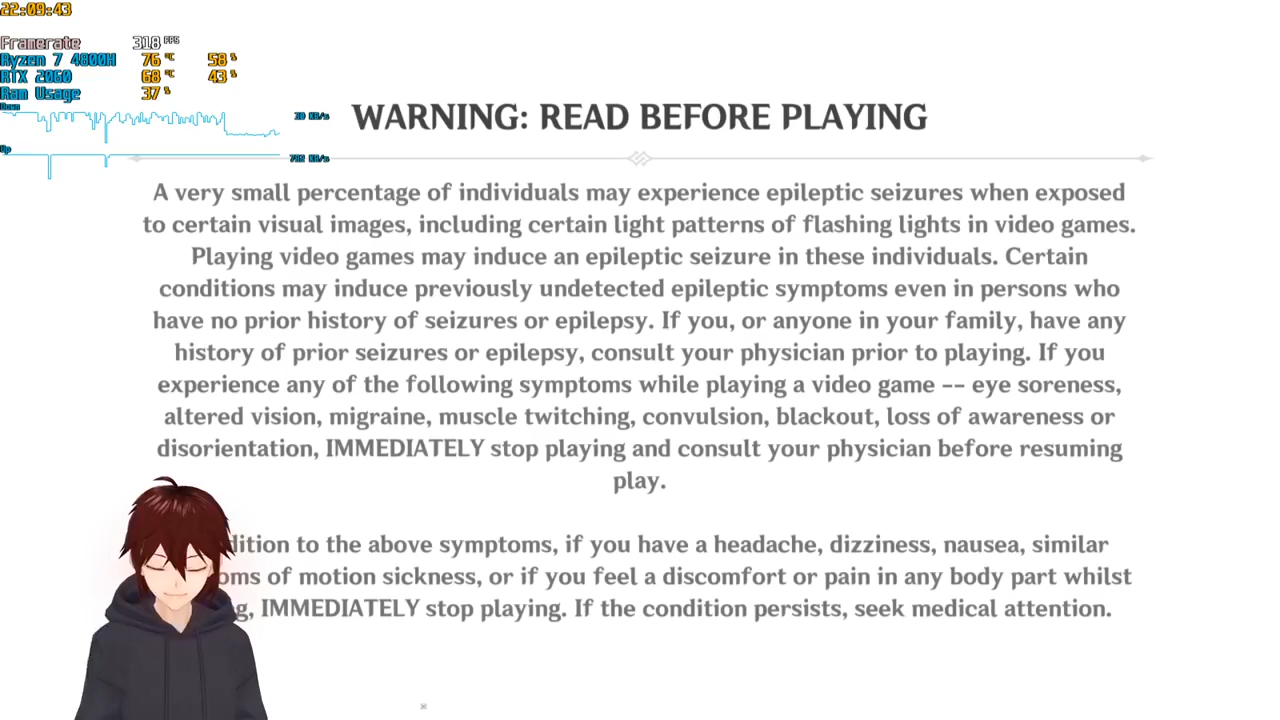 22:09:43
Framerate 318 FPS
Ryzen 7 4800H 76 °C 58 %
RTX 2060 68 °C 43 %
Ram Usage 37 %
Down
Up
WARNING: READ BEFORE PLAYING
A very small percentage of individuals may experience epileptic seizures when exposed
to certain visual images, including certain light patterns of flashing lights in video games.
Playing video games may induce an epileptic seizure in these individuals. Certain
conditions may induce previously undetected epileptic symptoms even in persons who
have no prior history of seizures or epilepsy. If you, or anyone in your family, have any
history of prior seizures or epilepsy, consult your physician prior to playing. If you
experience any of the following symptoms while playing a video game -- eye soreness,
altered vision, migraine, muscle twitching, convulsion, blackout, loss of awareness or
disorientation, IMMEDIATELY stop playing and consult your physician before resuming
play.
dition to the above symptoms, if you have a headache, dizziness, nausea, similar
oms of motion sickness, or if you feel a discomfort or pain in any body part whilst
g, IMMEDIATELY stop playing. If the condition persists, seek medical attention.